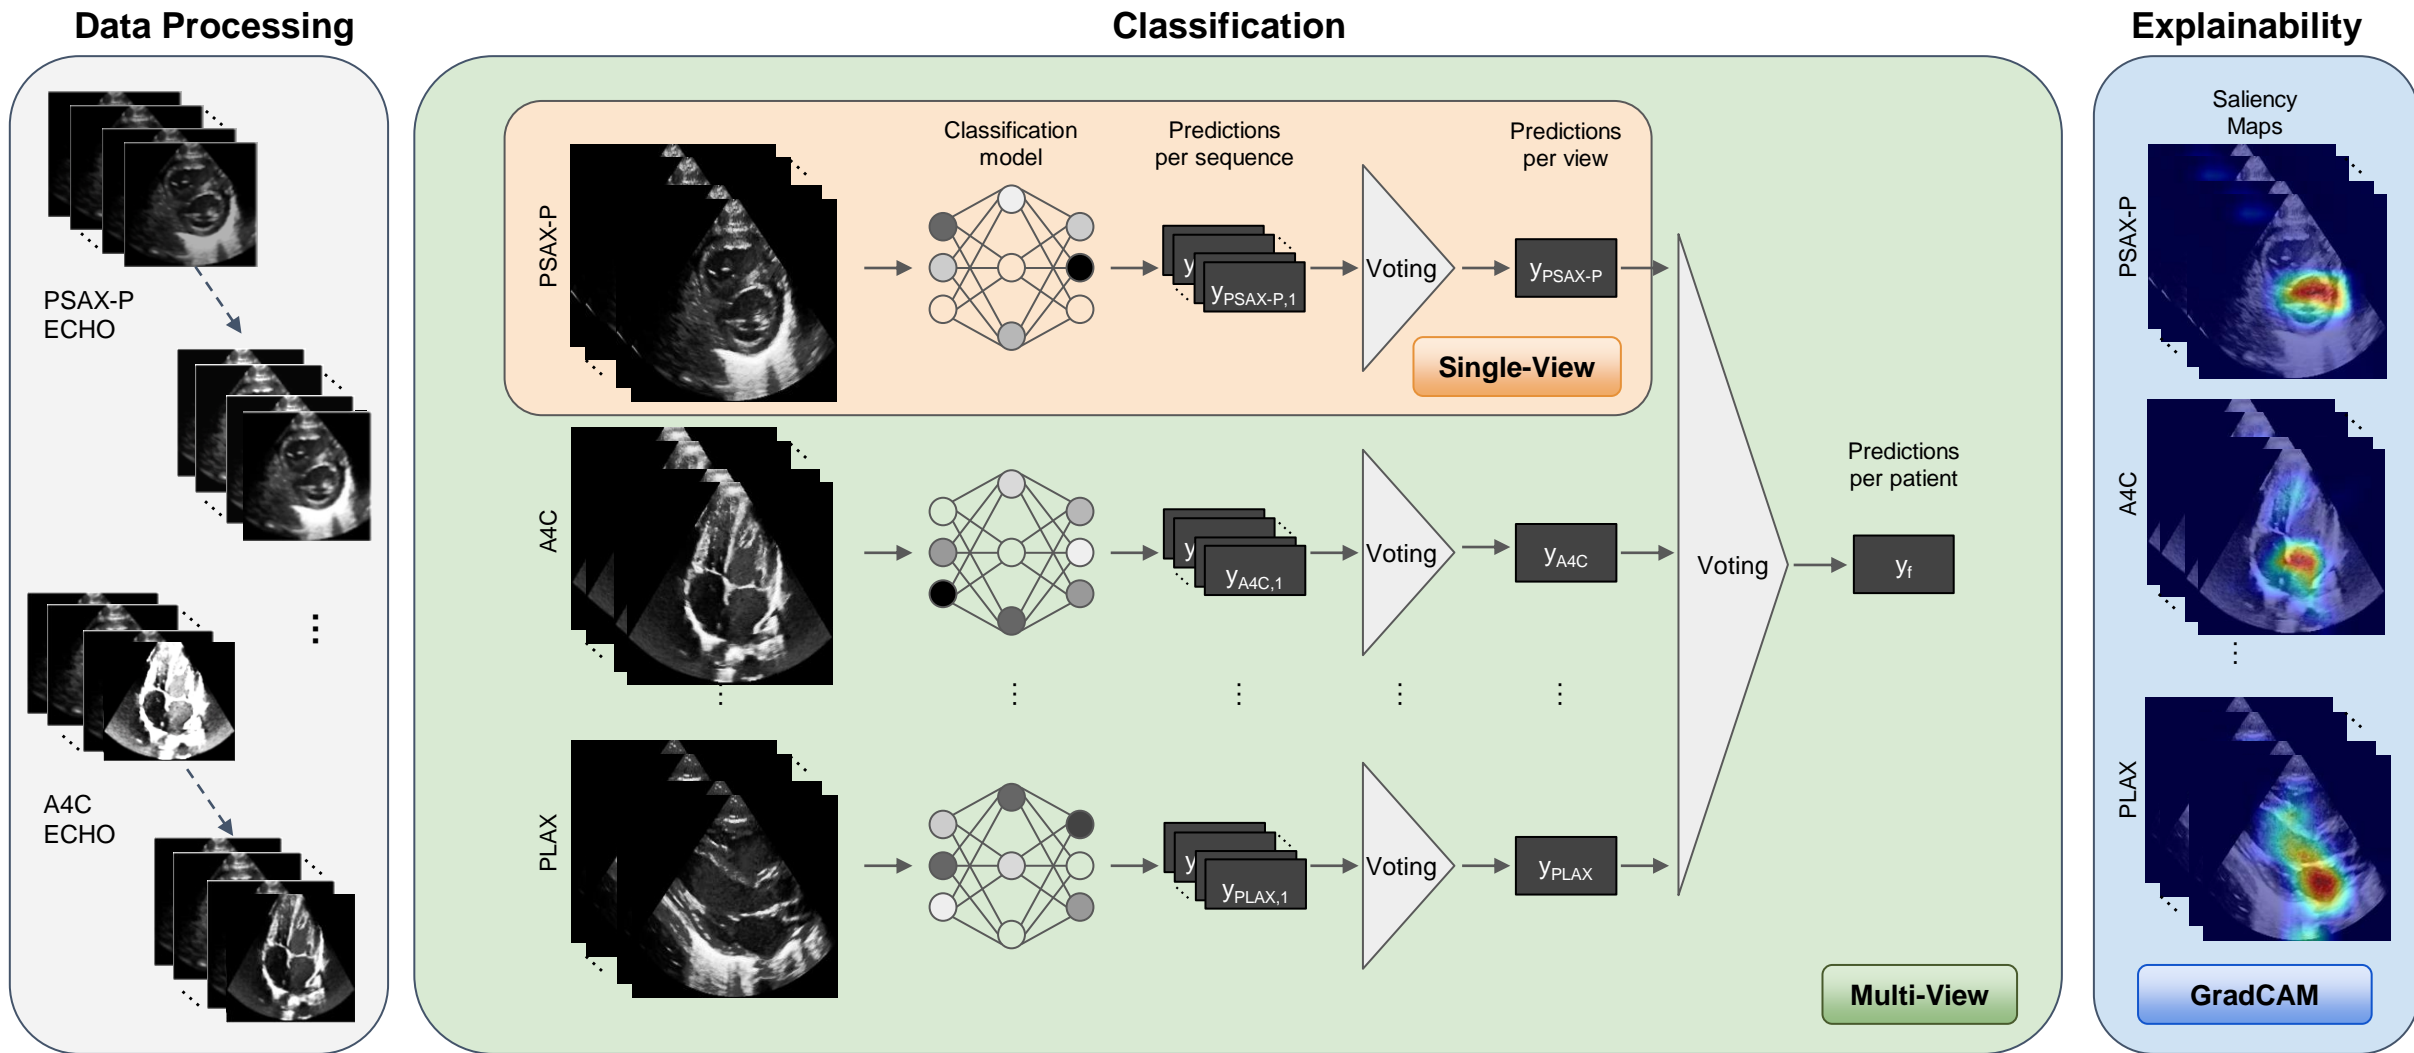 Data Processing
Classification
Explainability
PSAX-P
ECHO
A4C
ECHO
Classification
model
Predictions
per sequence
Predictions
per view
PSAX-P
y
yPSAX-P,1
Voting
yPSAX-P
Single-View
A4C
y
yA4C,1
Voting
yA4C
Voting
Predictions
per patient
yf
PLAX
y
yPLAX,1
Voting
yPLAX
Multi-View
Saliency
Maps
PSAX-P
A4C
PLAX
GradCAM